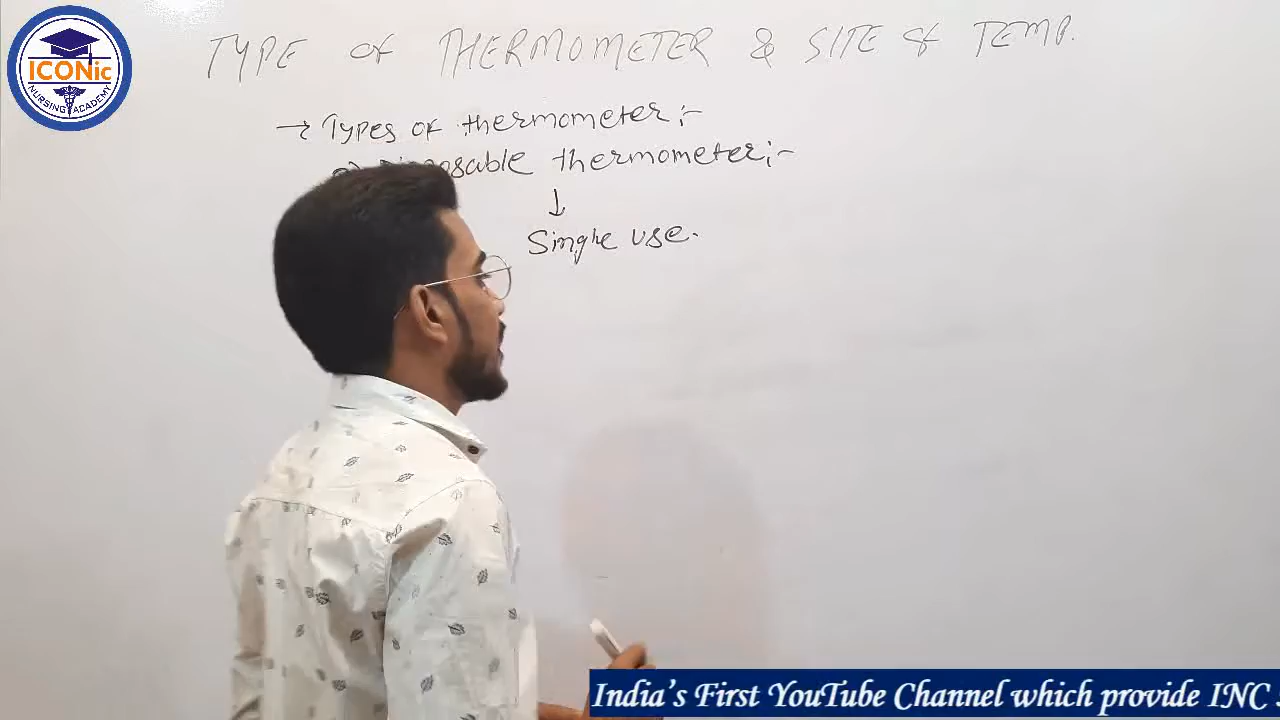 ICONic
NURSING ACADEMY
TYPE of THERMOMETER & SITE of TEMP.
→ Types of thermometer :-
thermometer :-
↓
Single use.
India's First YouTube Channel which provide INC